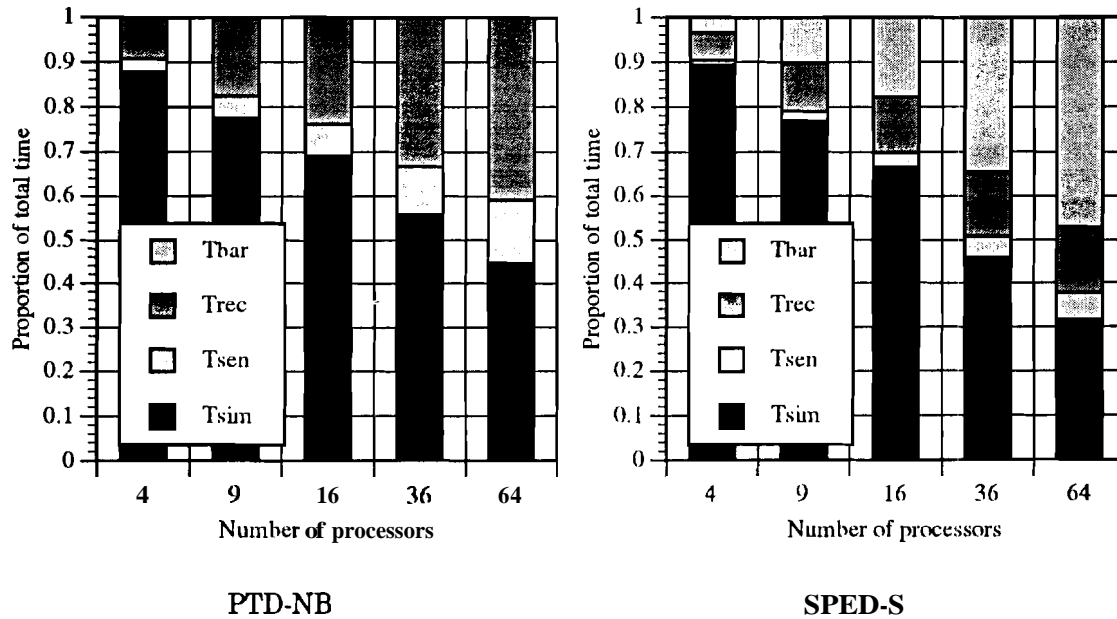 1
0.9
0.8
0.7
0.6
0.5
0.4
0.3
0.2
0.1
0
Proportion of total time
Tbar
Trec
Tsen
Tsim
4 9 16 36 64
Number of processors
PTD-NB
1
0.9
0.8
0.7
0.6
0.5
0.4
0.3
0.2
0.1
0
Proportion of total time
Tbar
Trec
Tsen
Tsim
4 9 16 36 64
Number of processors
SPED-S